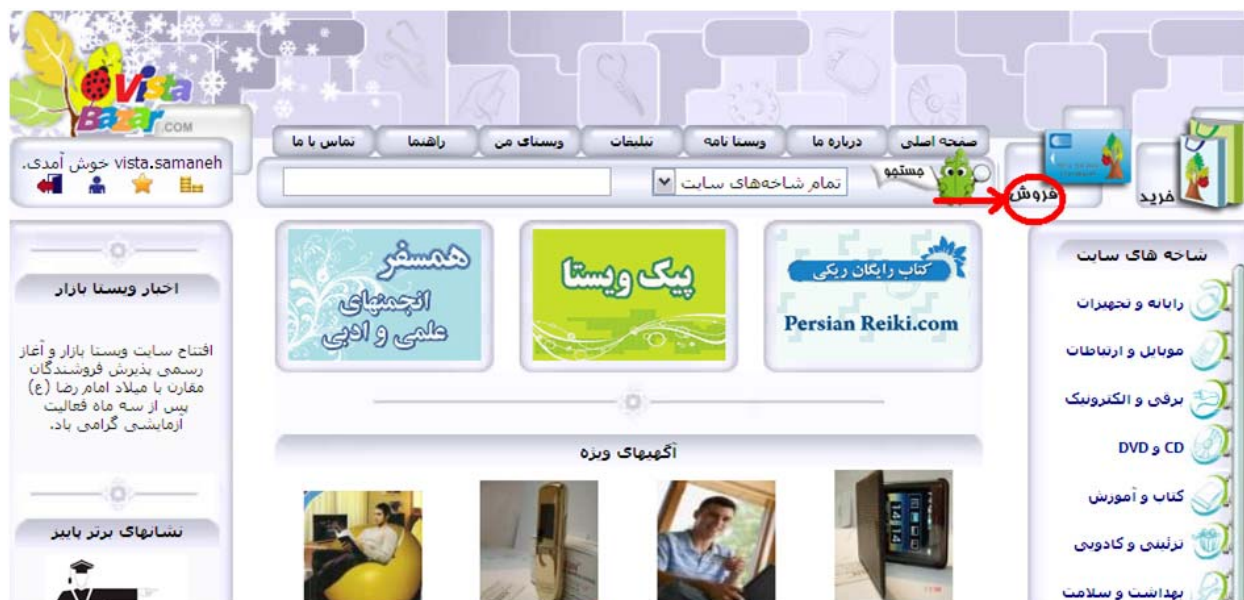 Vista
Bazar.COM
vista.samaneh خوش آمدی.
صفحه اصلی
درباره ما
ویستا نامه
تبلیغات
ویستای من
راهنما
تماس با ما
جستجو
تمام شاخه‌های سایت
خرید
فروش
شاخه های سایت
رایانه و تجهیزات
موبایل و ارتباطات
برقی و الکترونیک
CD و DVD
کتاب و آموزش
تزئینی و کادویی
بهداشت و سلامت
کتاب رایگان ریکی
Persian Reiki.com
پیک ویستا
همسفر
انجمنهای
علمی و ادبی
آگهیهای ویژه
اخبار ویستا بازار
افتتاح سایت ویستا بازار و آغاز
رسمی پذیرش فروشندگان
مقارن با میلاد امام رضا (ع)
پس از سه ماه فعالیت
آزمایشی گرامی باد.
نشانهای برتر پاییز